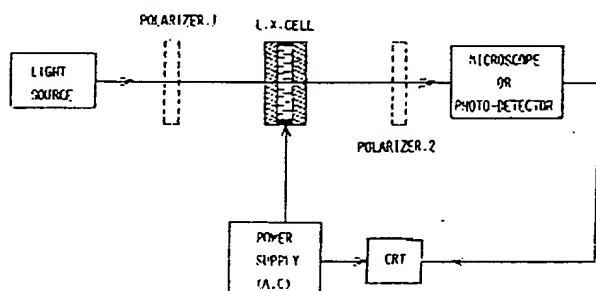 POLARIZER.1
L.X.CELL
LIGHT
SOURCE
MICROSCOPE
OR
PHOTO-DETECTOR
POLARIZER.2
POWER
SUPPLY
(A.C)
CRT